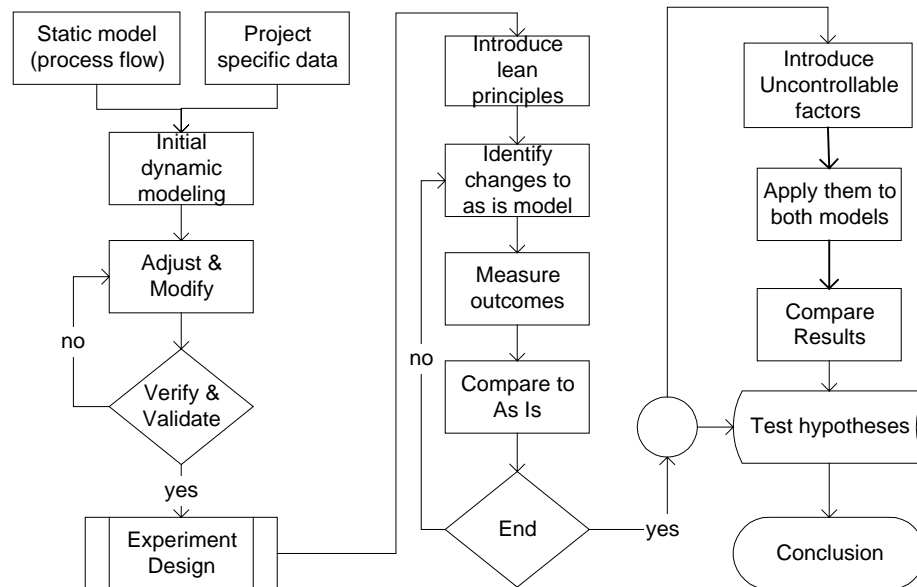 Static model
(process flow)
Project
specific data
Initial
dynamic
modeling
Adjust &
Modify
no
Verify &
Validate
yes
Experiment
Design
Introduce
lean
principles
Identify
changes to
as is model
Measure
outcomes
no
Compare to
As Is
End
yes
Introduce
Uncontrollable
factors
Apply them to
both models
Compare
Results
Test hypotheses
Conclusion